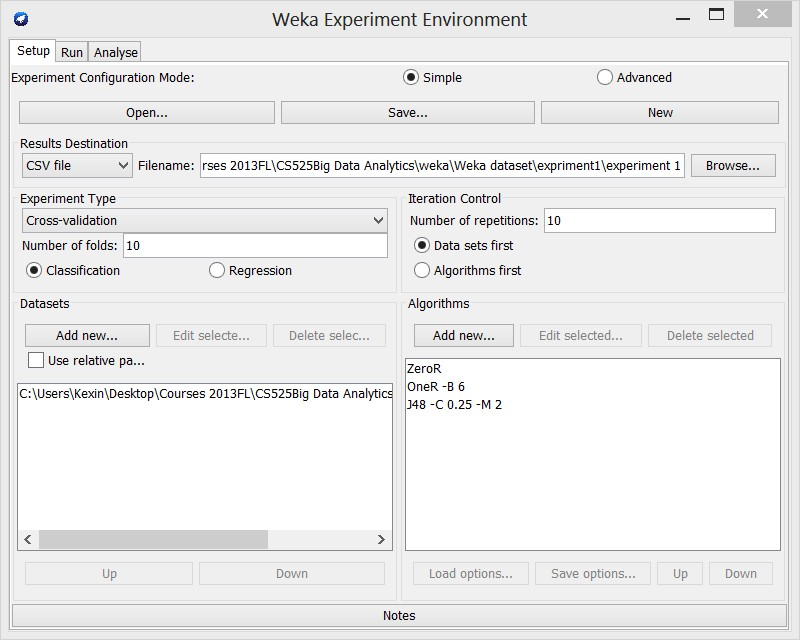 Weka Experiment Environment
Setup Run Analyse
Experiment Configuration Mode: Simple Advanced
Open... Save... New
Results Destination
CSV file Filename: rses 2013FL\CS525Big Data Analytics\weka\Weka dataset\expriment1\experiment 1 Browse...
Experiment Type Iteration Control
Cross-validation Number of repetitions: 10
Number of folds: 10 Data sets first
Classification Regression Algorithms first
Datasets Algorithms
Add new... Edit selecte... Delete selec... Add new... Edit selected... Delete selected
Use relative pa...
ZeroR
C:\Users\Kexin\Desktop\Courses 2013FL\CS525Big Data Analytics OneR -B 6
J48 -C 0.25 -M 2
Up Down Load options... Save options... Up Down
Notes